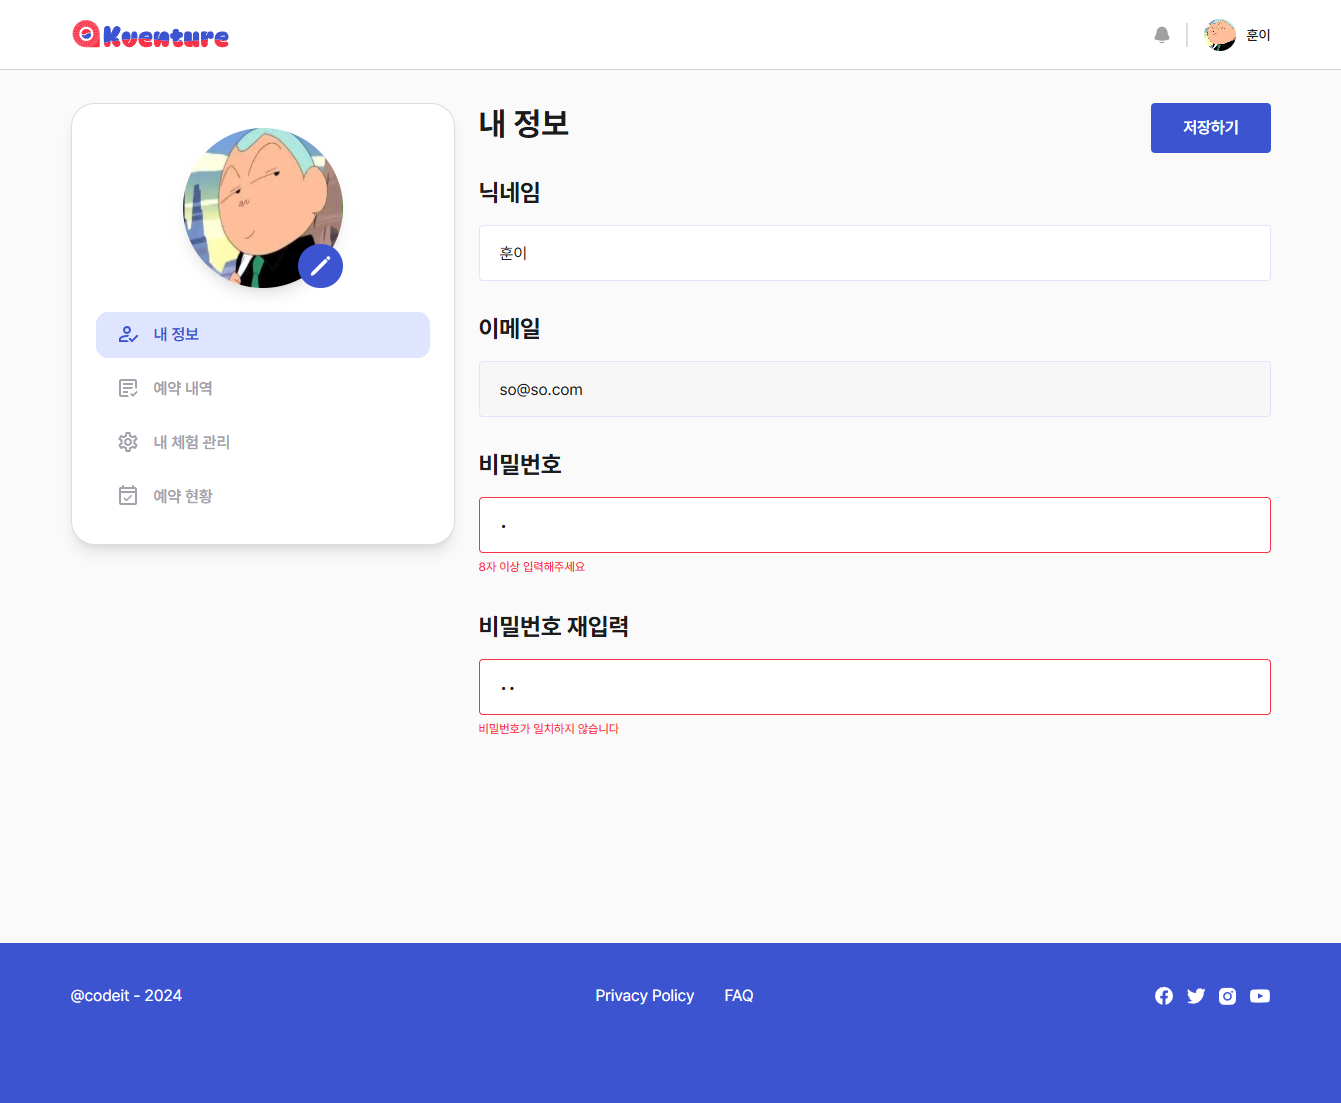 Kventure
훈이
내 정보
예약 내역
내 체험 관리
예약 현황
내 정보
저장하기
닉네임
훈이
이메일
so@so.com
비밀번호
8자 이상 입력해주세요
비밀번호 재입력
비밀번호가 일치하지 않습니다
@codeit - 2024
Privacy Policy
FAQ